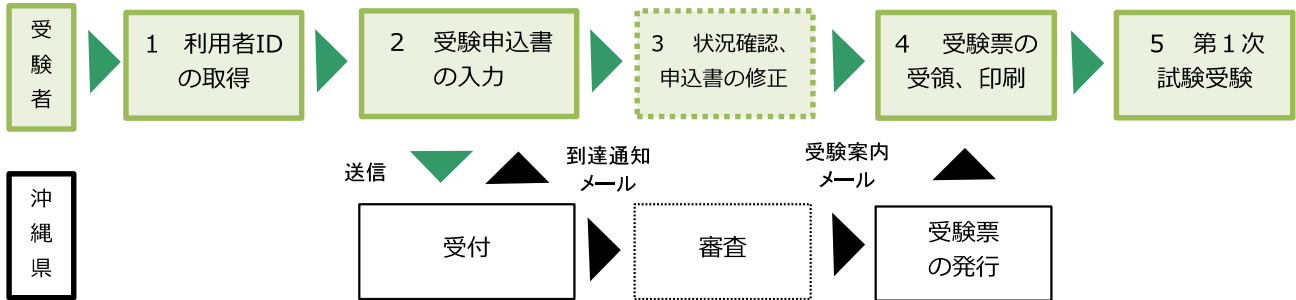 受
験
者
1　利用者ID
の取得
2　受験申込書
の入力
3　状況確認、
申込書の修正
4　受験票の
受領、印刷
5　第１次
試験受験
送信
到達通知
メール
受験案内
メール
沖
縄
県
受付
審査
受験票
の発行